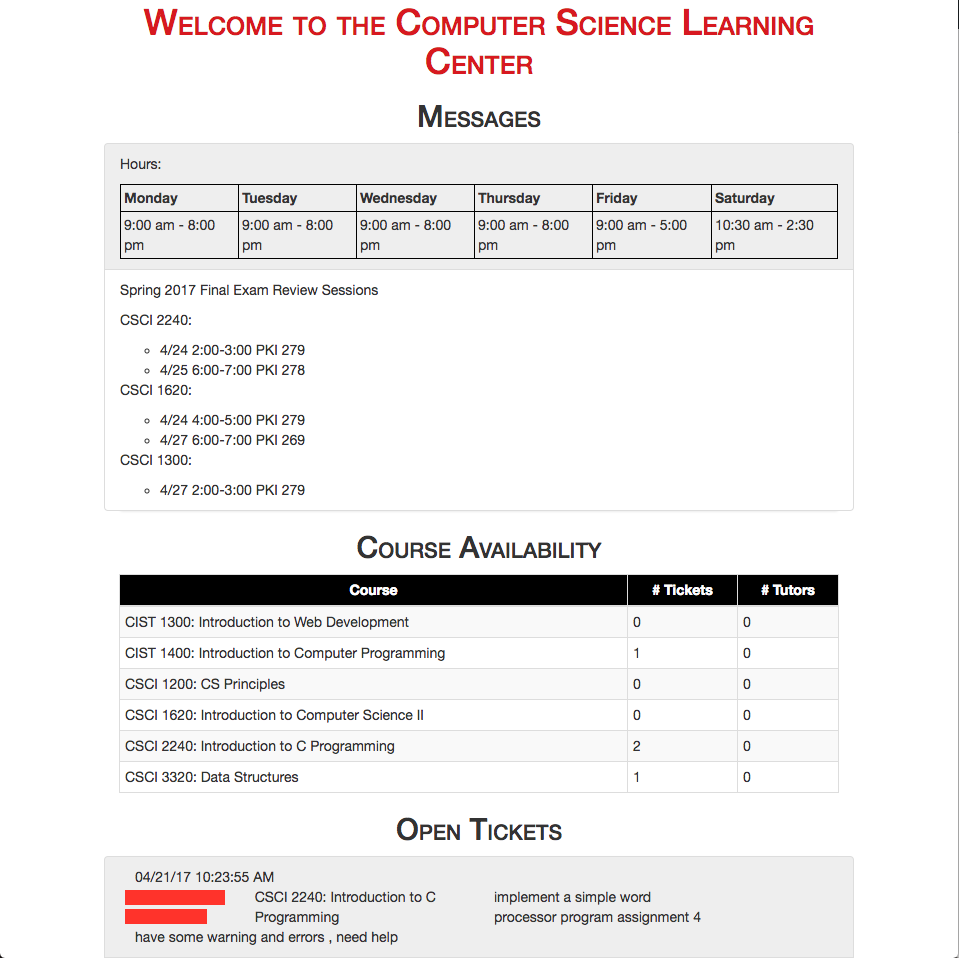 Welcome to the Computer Science Learning
Center
Messages
Hours:
Monday Tuesday Wednesday Thursday Friday Saturday
9:00 am - 8:00 pm 9:00 am - 8:00 pm 9:00 am - 8:00 pm 9:00 am - 8:00 pm 9:00 am - 5:00 pm 10:30 am - 2:30 pm
Spring 2017 Final Exam Review Sessions
CSCI 2240:
4/24 2:00-3:00 PKI 279
4/25 6:00-7:00 PKI 278
CSCI 1620:
4/24 4:00-5:00 PKI 279
4/27 6:00-7:00 PKI 269
CSCI 1300:
4/27 2:00-3:00 PKI 279
Course Availability
Course # Tickets # Tutors
CIST 1300: Introduction to Web Development 0 0
CIST 1400: Introduction to Computer Programming 1 0
CSCI 1200: CS Principles 0 0
CSCI 1620: Introduction to Computer Science II 0 0
CSCI 2240: Introduction to C Programming 2 0
CSCI 3320: Data Structures 1 0
Open Tickets
04/21/17 10:23:55 AM
CSCI 2240: Introduction to C implement a simple word
Programming processor program assignment 4
have some warning and errors , need help